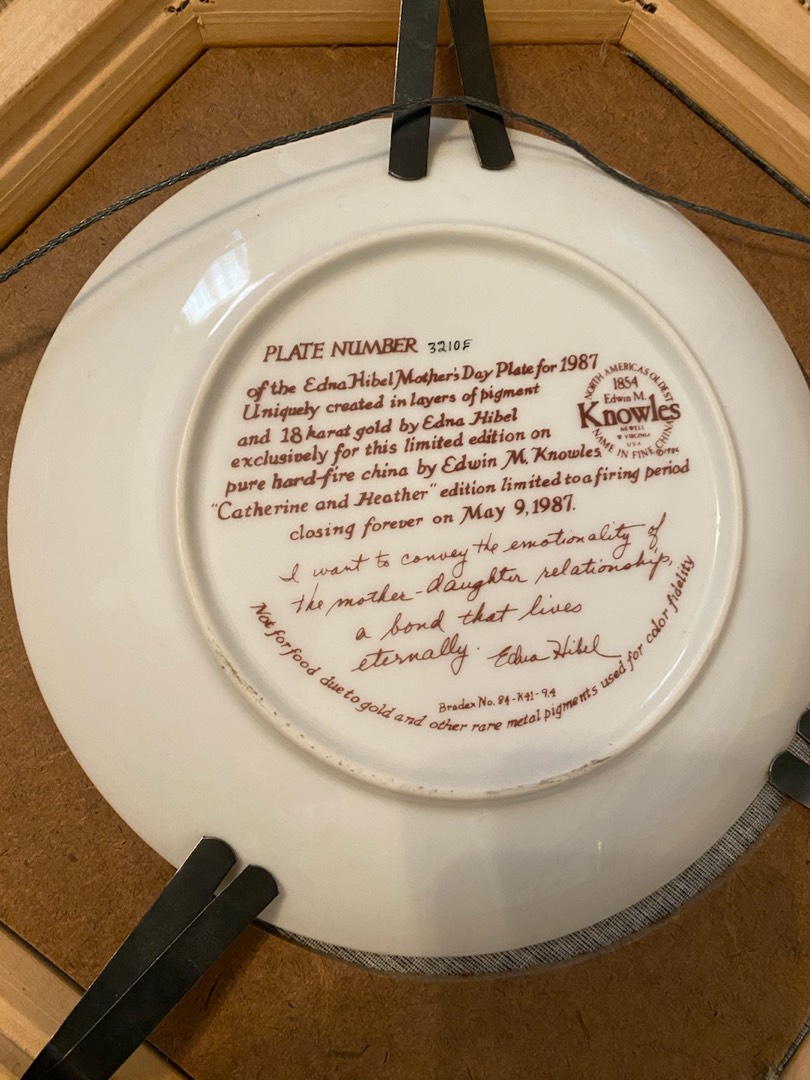 PLATE NUMBER 3210E
of the Edna Hibel Mother's Day Plate for 1987
Uniquely created in layers of pigment
and 18 karat gold by Edna Hibel
exclusively for this limited edition on
pure hard-fire china by Edwin M. Knowles.
"Catherine and Heather" edition limited to a firing period
closing forever on May 9, 1987.
NORTH AMERICA'S OLDEST
1854
Edwin M.
Knowles
NEWELL
W VIRGINIA
U S A
NAME IN FINE CHINA
I want to convey the emotionality of
the mother-daughter relationship,
a bond that lives
eternally. Edna Hibel
Bradex No. 84-K41-9.4
Not for food due to gold and other rare metal pigments used for color fidelity